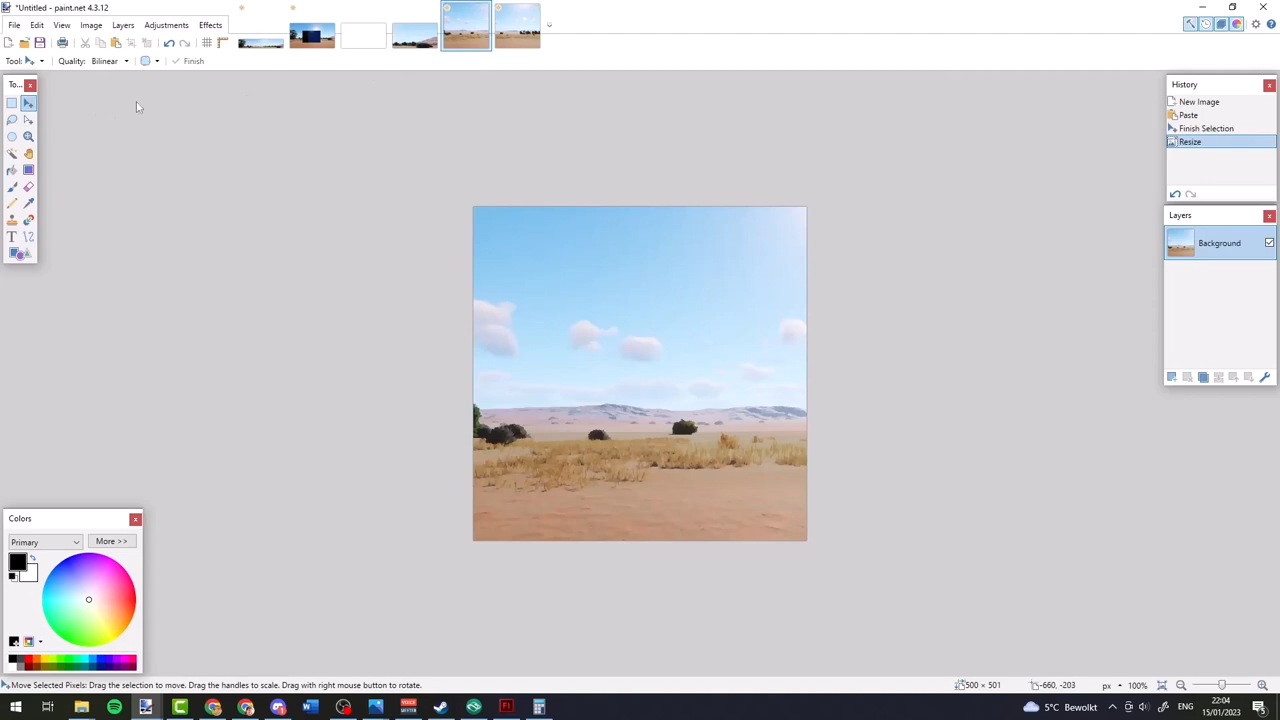 *Untitled - paint.net 4.3.12
File Edit View Image Layers Adjustments Effects
Tool: Quality: Bilinear Finish
To...
History
New Image
Paste
Finish Selection
Resize
Layers
Background
Colors
Primary
More >>
Move Selected Pixels: Drag the selection to move. Drag the handles to scale. Drag with right mouse button to rotate.
500 × 501
-660, -203
px
100%
5°C Bewolkt
22:04
15/01/2023